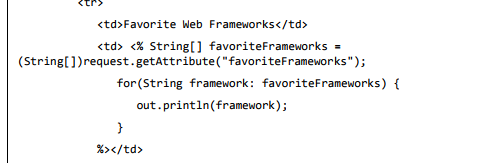 <tr>
<td>Favorite Web Frameworks</td>
<td> <% String[] favoriteFrameworks =
(String[])request.getAttribute("favoriteFrameworks");
for(String framework: favoriteFrameworks) {
out.println(framework);
}
%></td>